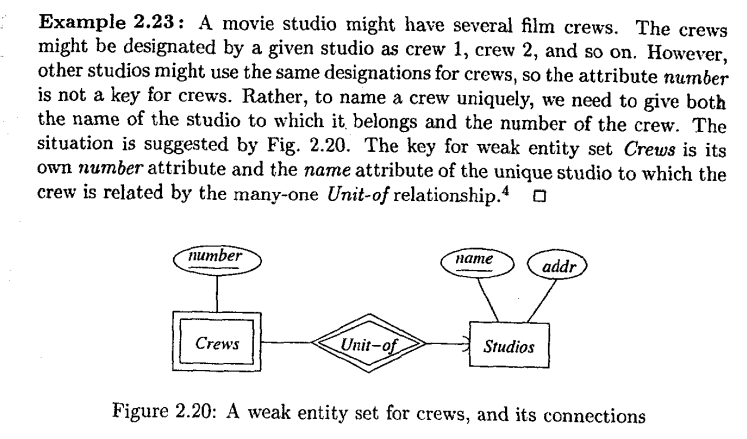 Example 2.23: A movie studio might have several film crews. The crews
might be designated by a given studio as crew 1, crew 2, and so on. However,
other studios might use the same designations for crews, so the attribute number
is not a key for crews. Rather, to name a crew uniquely, we need to give both
the name of the studio to which it belongs and the number of the crew. The
situation is suggested by Fig. 2.20. The key for weak entity set Crews is its
own number attribute and the name attribute of the unique studio to which the
crew is related by the many-one Unit-of relationship.⁴ □
number
name
addr
Crews
Unit-of
Studios
Figure 2.20: A weak entity set for crews, and its connections